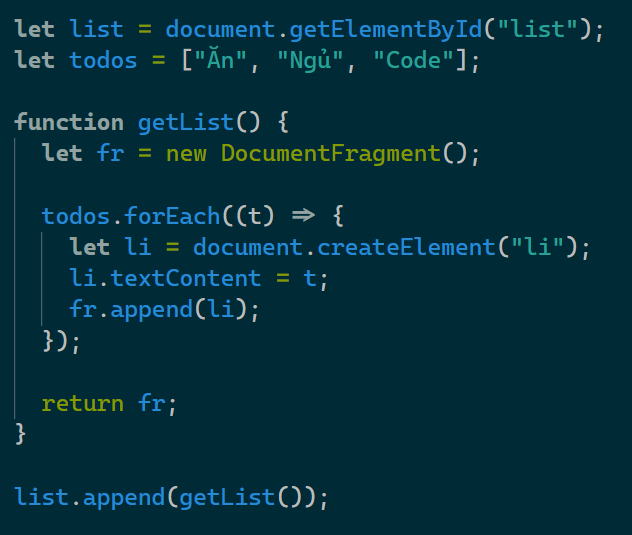 let list = document.getElementById("list");
let todos = ["Ăn", "Ngủ", "Code"];
function getList() {
let fr = new DocumentFragment();
todos.forEach((t) => {
let li = document.createElement("li");
li.textContent = t;
fr.append(li);
});
return fr;
}
list.append(getList());